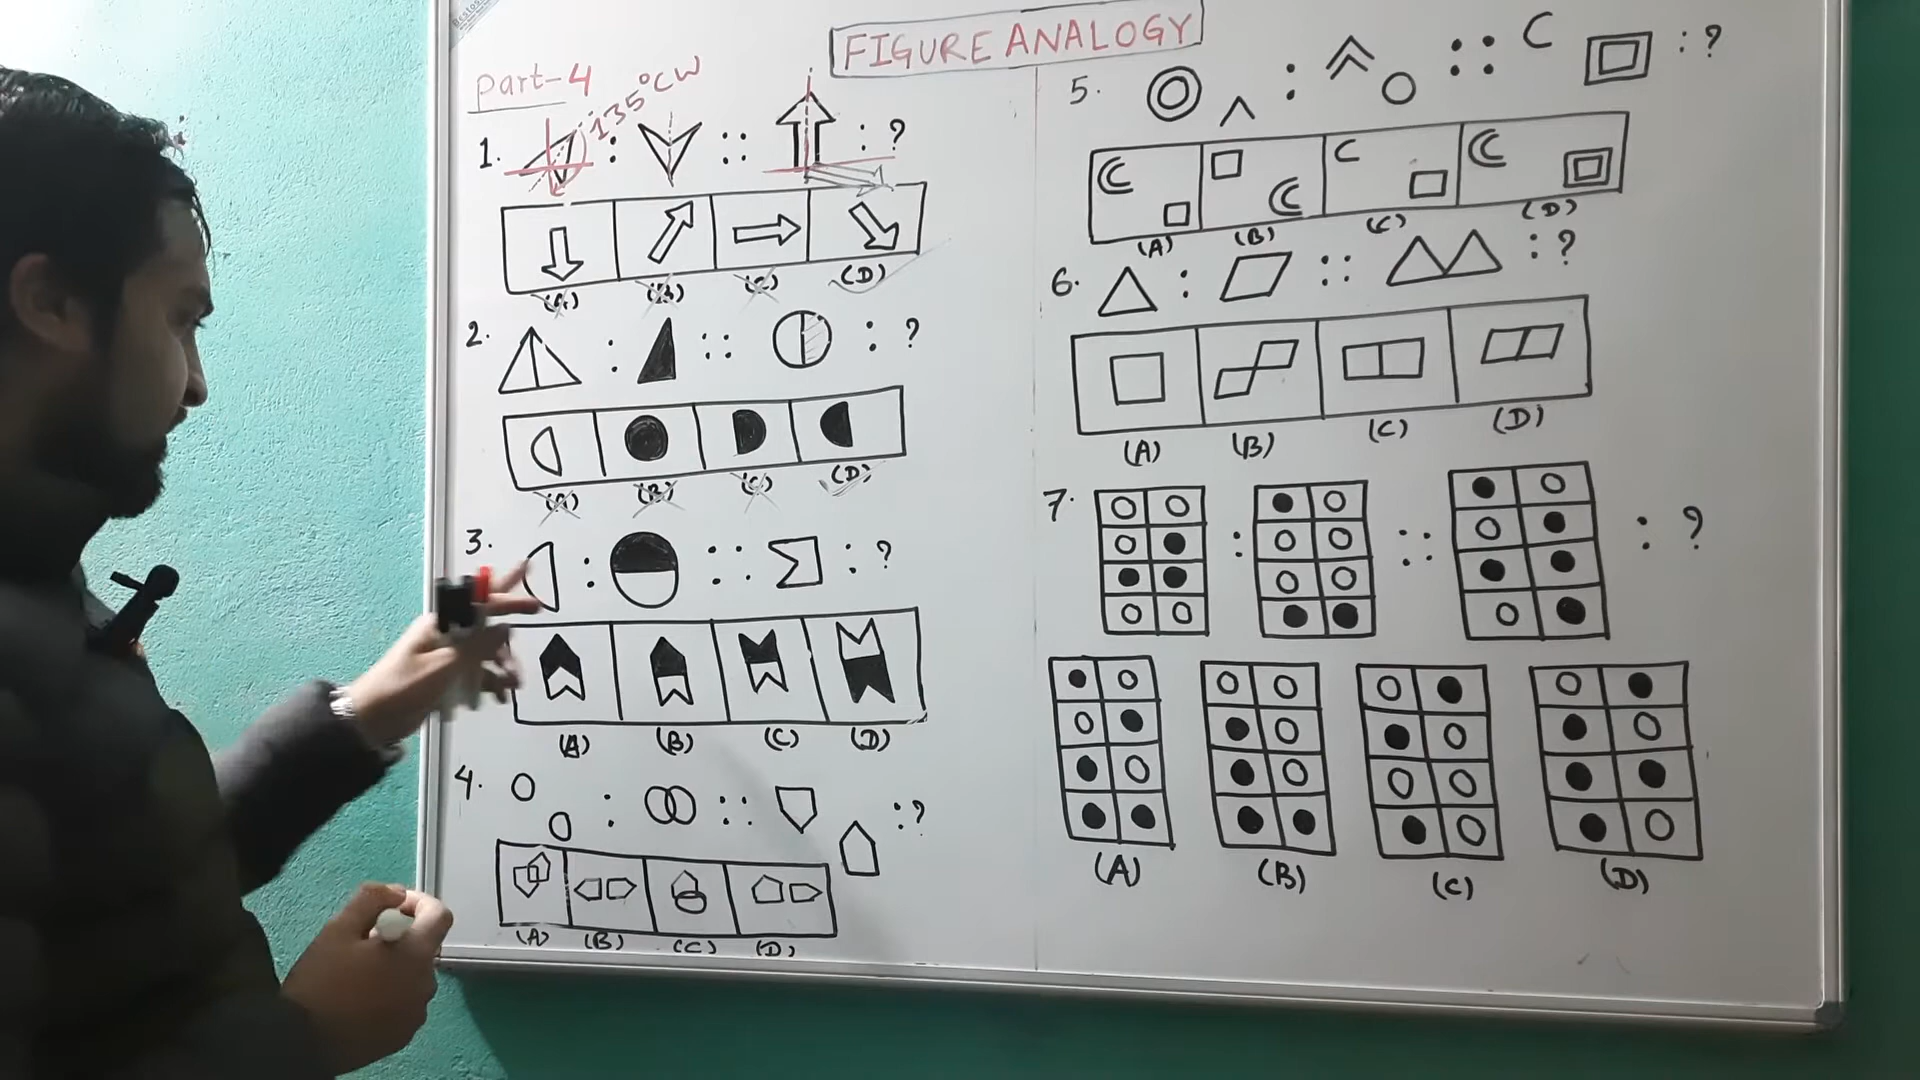 FIGURE ANALOGY
Part-4
135°CW
1. : :: : ?
(A) (B) (C) (D)
2. : :: : ?
(A) (B) (C) (D)
3. : :: : ?
(A) (B) (C) (D)
4. : :: : ?
(A) (B) (C) (D)
5. : :: : ?
(A) (B) (C) (D)
6. : :: : ?
(A) (B) (C) (D)
7. : :: : ?
(A) (B) (C) (D)